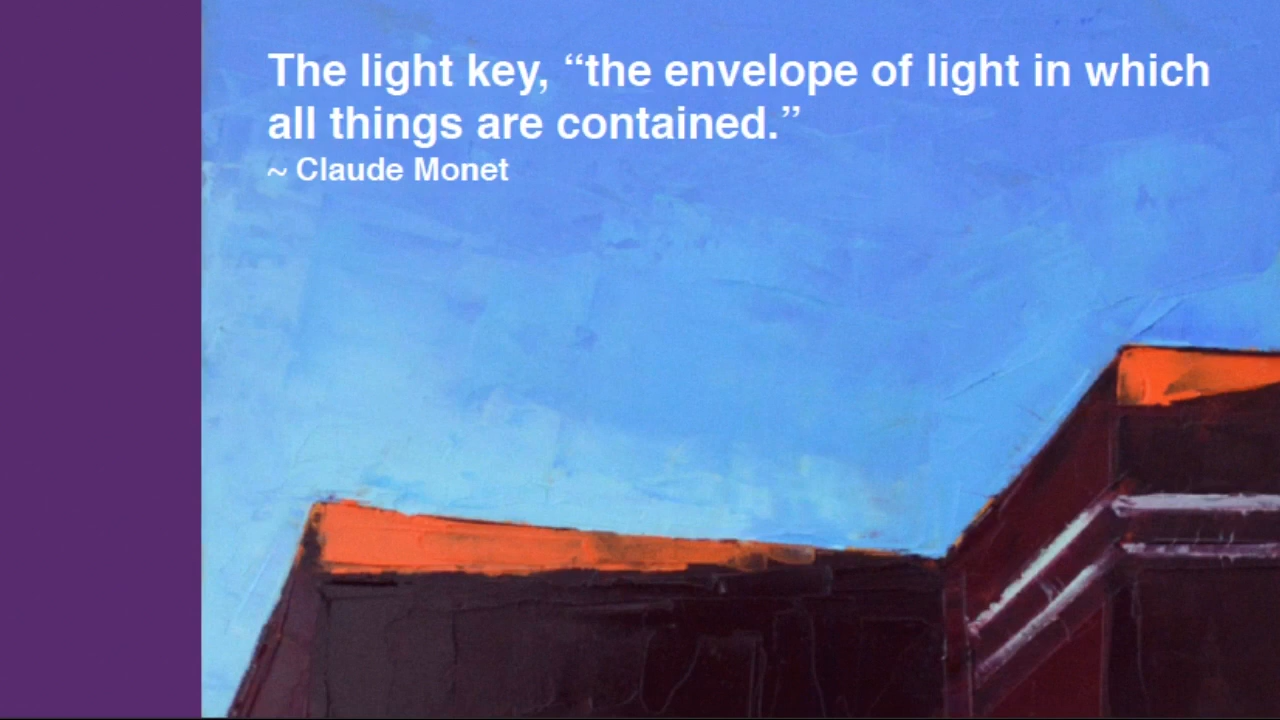 The light key, “the envelope of light in which
all things are contained.”
~ Claude Monet